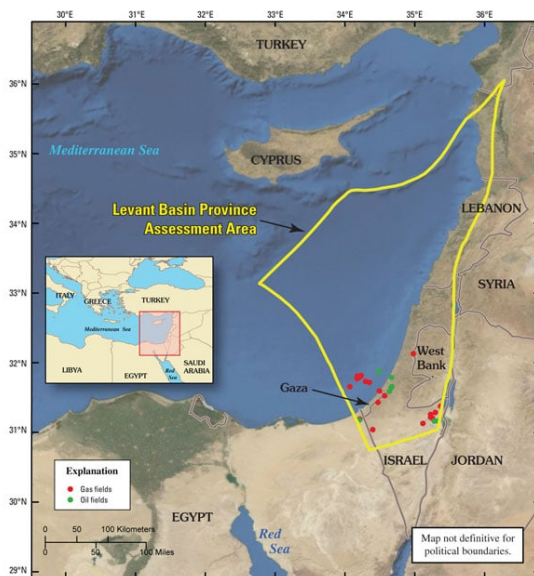 30°E
31°E
32°E
33°E
34°E
35°E
36°E
36°N
35°N
34°N
33°N
32°N
31°N
30°N
29°N
TURKEY
Mediterranean Sea
CYPRUS
Levant Basin Province
Assessment Area
LEBANON
SYRIA
West
Bank
Gaza
ISRAEL
JORDAN
EGYPT
Red
Sea
ITALY
GREECE
TURKEY
Mediterranean Sea
LIBYA
EGYPT
SAUDI
ARABIA
Red
Sea
Explanation
Gas fields
Oil fields
0 50 100 Kilometers
0 50 100 Miles
Map not definitive for
political boundaries.